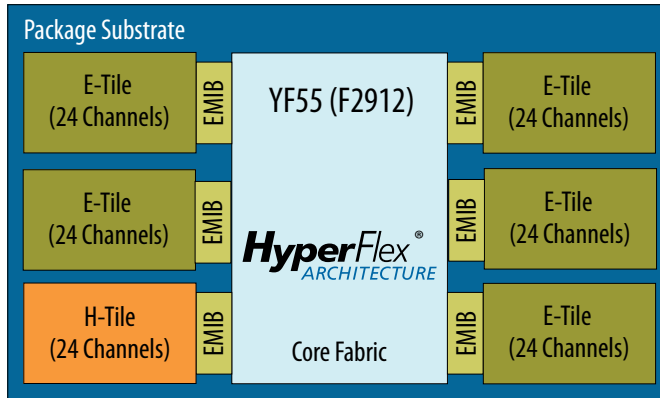 Package Substrate
E-Tile
(24 Channels)
EMIB
YF55 (F2912)
EMIB
E-Tile
(24 Channels)
E-Tile
(24 Channels)
EMIB
HyperFlex®
ARCHITECTURE
EMIB
E-Tile
(24 Channels)
H-Tile
(24 Channels)
EMIB
Core Fabric
EMIB
E-Tile
(24 Channels)